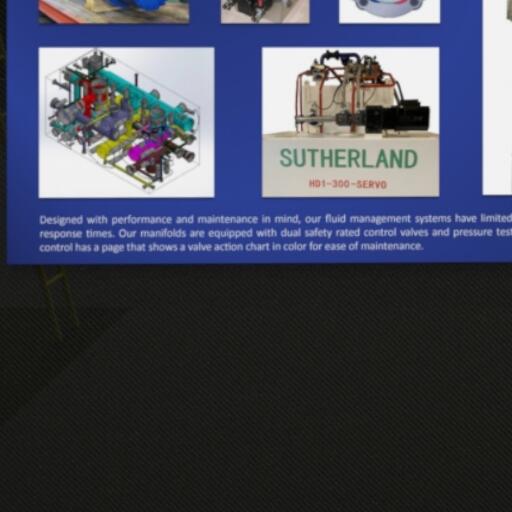 SUTHERLAND
HD1-300-SERVO
Designed with performance and maintenance in mind, our fluid management systems have limited
response times. Our manifolds are equipped with dual safety rated control valves and pressure test
control has a page that shows a valve action chart in color for ease of maintenance.